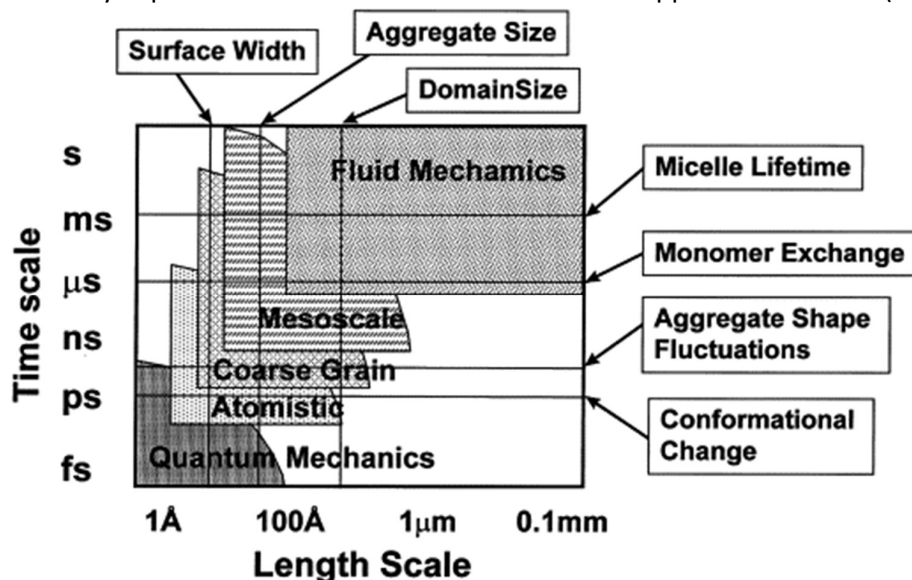 Surface Width
Aggregate Size
DomainSize
Fluid Mechamics
Micelle Lifetime
Monomer Exchange
Aggregate Shape
Fluctuations
Conformational
Change
Mesoscale
Coarse Grain
Atomistic
Quantum Mechanics
Time scale
s
ms
μs
ns
ps
fs
1Å
100Å
1μm
0.1mm
Length Scale